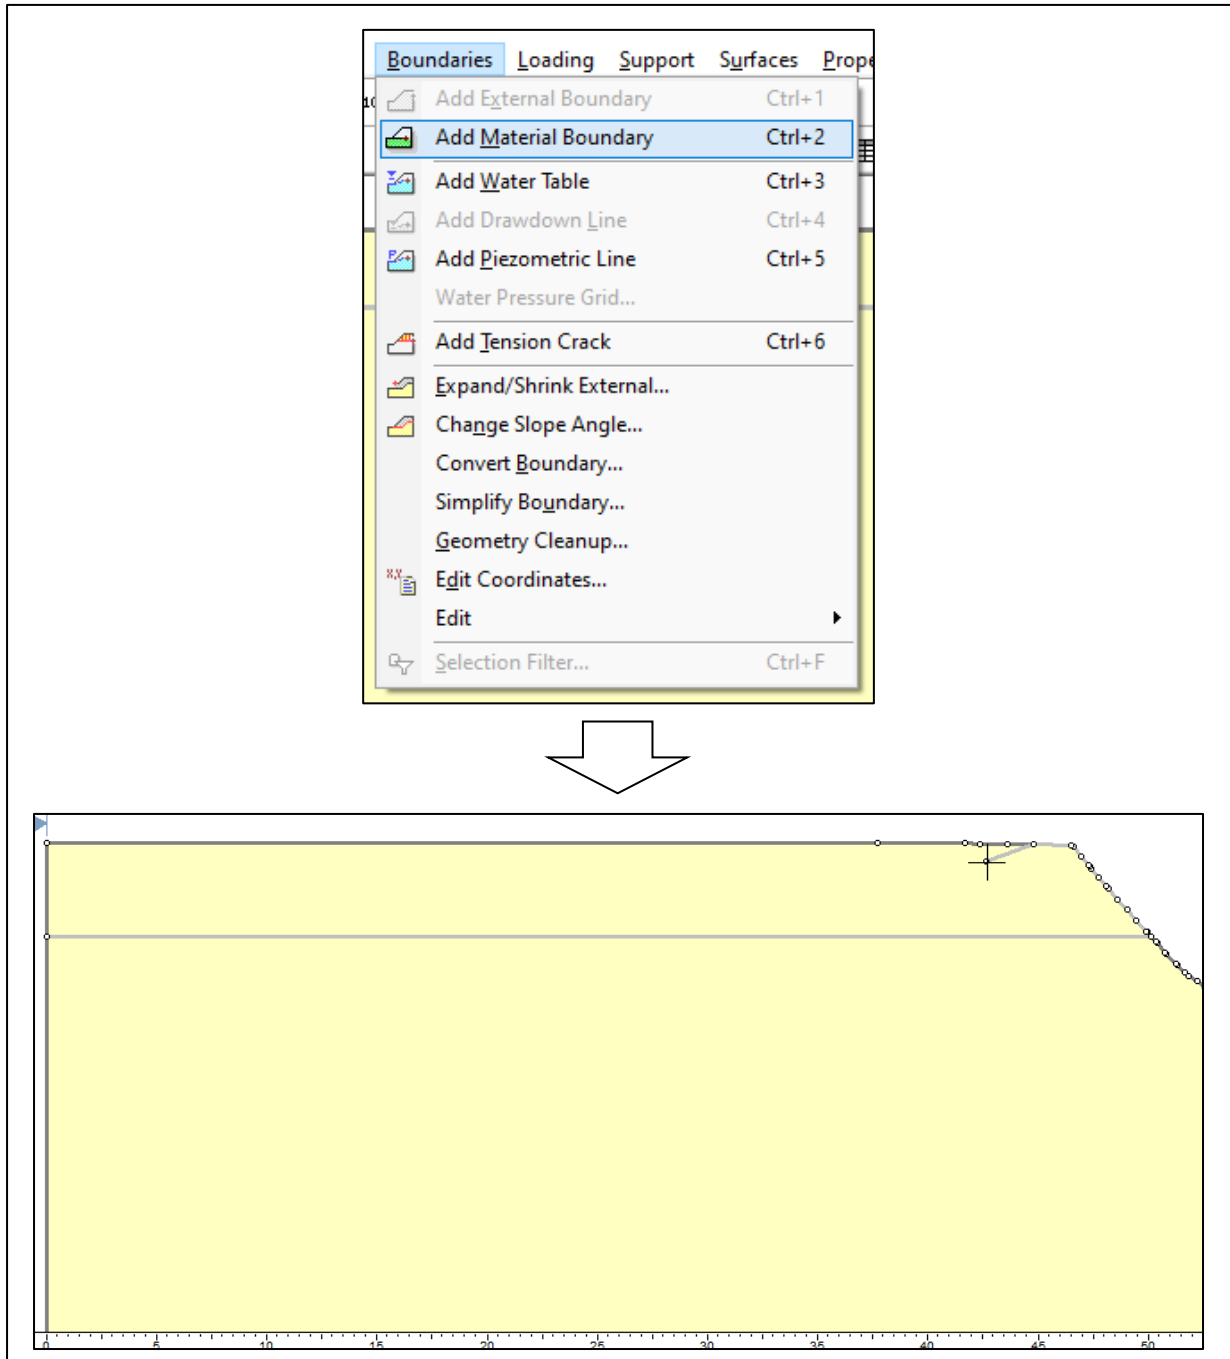 Boundaries Loading Support Surfaces Prope
Add External Boundary Ctrl+1
Add Material Boundary Ctrl+2
Add Water Table Ctrl+3
Add Drawdown Line Ctrl+4
Add Piezometric Line Ctrl+5
Water Pressure Grid...
Add Tension Crack Ctrl+6
Expand/Shrink External...
Change Slope Angle...
Convert Boundary...
Simplify Boundary...
Geometry Cleanup...
Edit Coordinates...
Edit
Selection Filter... Ctrl+F
0 5 10 15 20 25 30 35 40 45 50